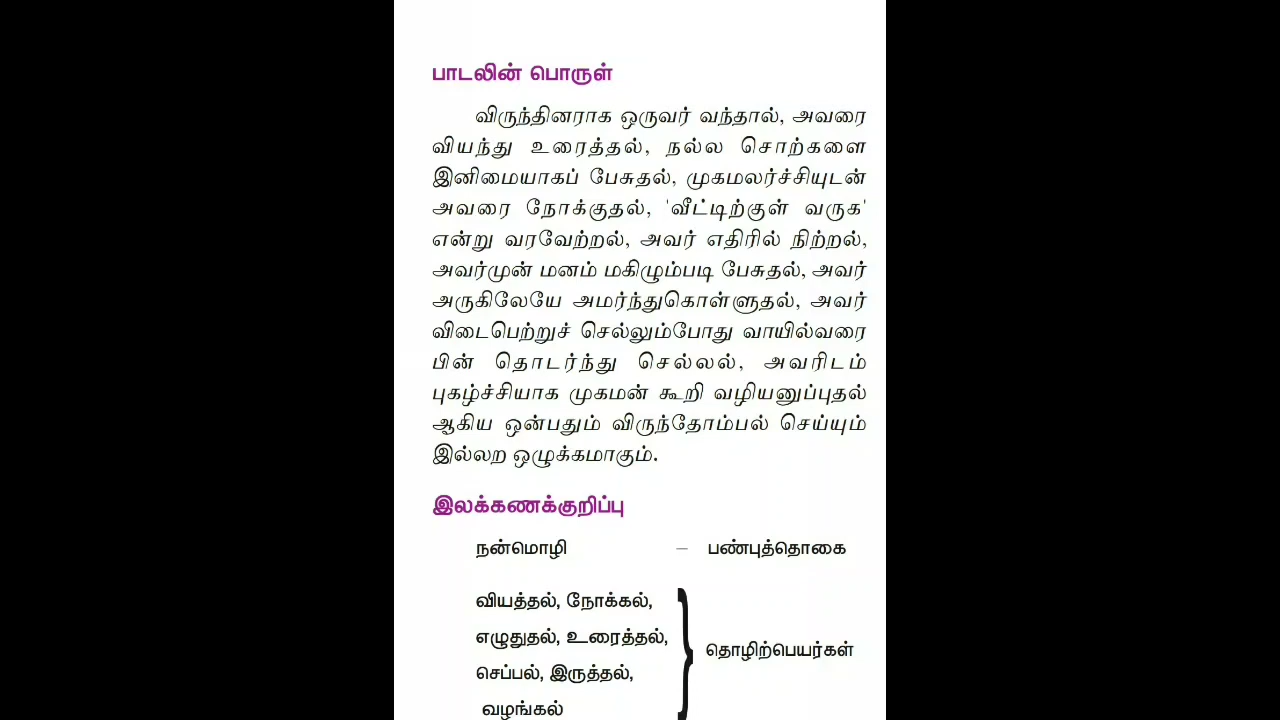 பாடலின் பொருள்
விருந்தினராக ஒருவர் வந்தால், அவரை
வியந்து உரைத்தல், நல்ல சொற்களை
இனிமையாகப் பேசுதல், முகமலர்ச்சியுடன்
அவரை நோக்குதல், 'வீட்டிற்குள் வருக'
என்று வரவேற்றல், அவர் எதிரில் நிற்றல்,
அவர்முன் மனம் மகிழும்படி பேசுதல், அவர்
அருகிலேயே அமர்ந்துகொள்ளுதல், அவர்
விடைபெற்றுச் செல்லும்போது வாயில்வரை
பின் தொடர்ந்து செல்லல், அவரிடம்
புகழ்ச்சியாக முகமன் கூறி வழியனுப்புதல்
ஆகிய ஒன்பதும் விருந்தோம்பல் செய்யும்
இல்லற ஒழுக்கமாகும்.
இலக்கணக்குறிப்பு
நன்மொழி – பண்புத்தொகை
வியத்தல், நோக்கல்,
எழுதுதல், உரைத்தல்,
செப்பல், இருத்தல்,
வழங்கல்
} தொழிற்பெயர்கள்